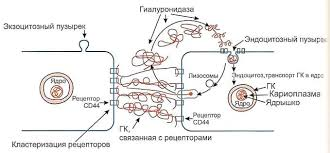 Гиалуронидаза
Экзоцитозный пузырек
Эндоцитозный пузырек
Лизосомы
Эндоцитоз, транспорт ГК в ядро
Ядро
Рецептор
CD44
Рецептор
CD44
ГК
Кариоплазма
Ядро
Ядрышко
ГК,
связанная с рецепторами
Кластеризация рецепторов